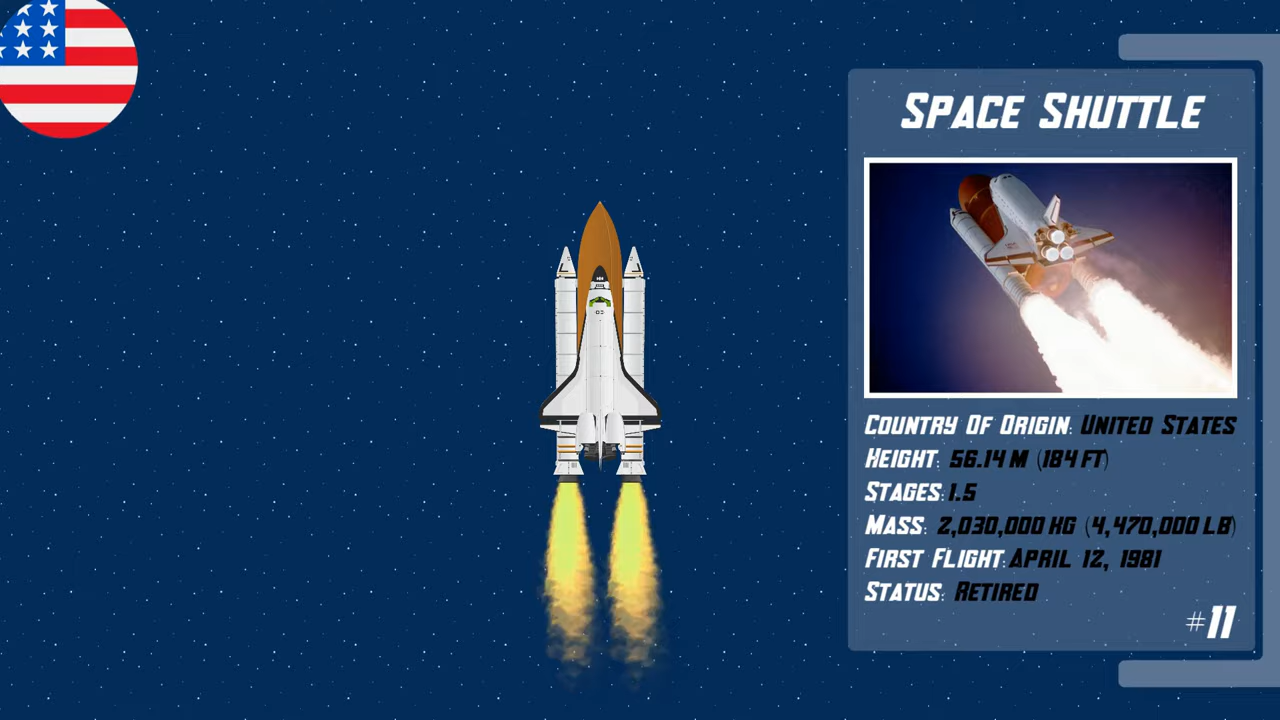 SPACE SHUTTLE
COUNTRY OF ORIGIN: UNITED STATES
HEIGHT: 56.14 M (184 FT)
STAGES: 1.5
MASS: 2,030,000 KG (4,470,000 LB)
FIRST FLIGHT: APRIL 12, 1981
STATUS: RETIRED
#11